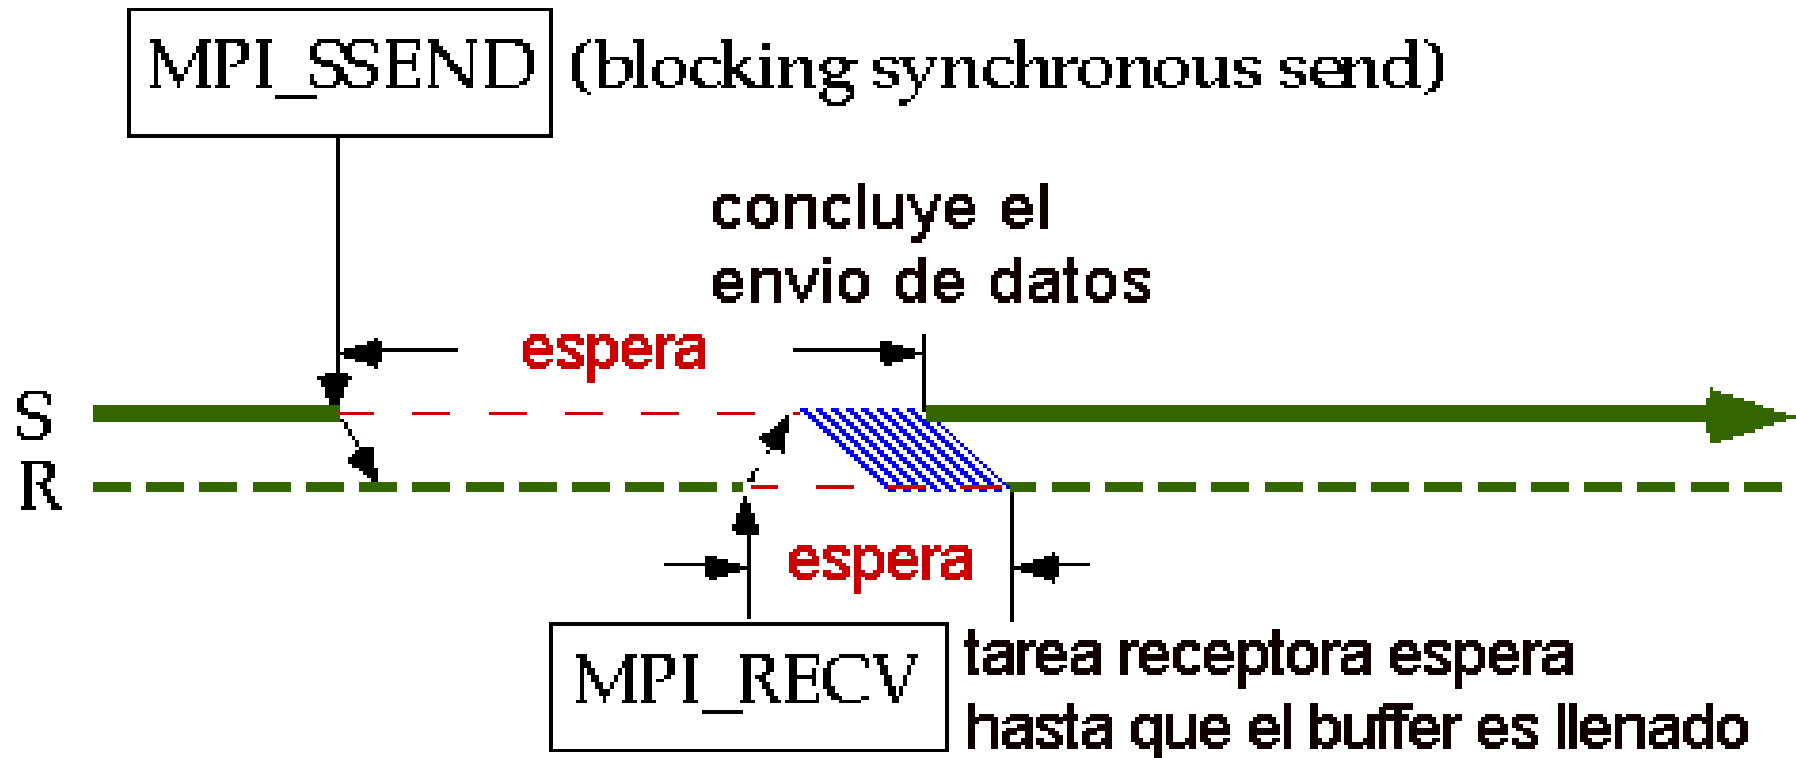 MPI_SSEND (blocking synchronous send)
concluye el
envio de datos
espera
S
R
espera
MPI_RECV
tarea receptora espera
hasta que el buffer es llenado